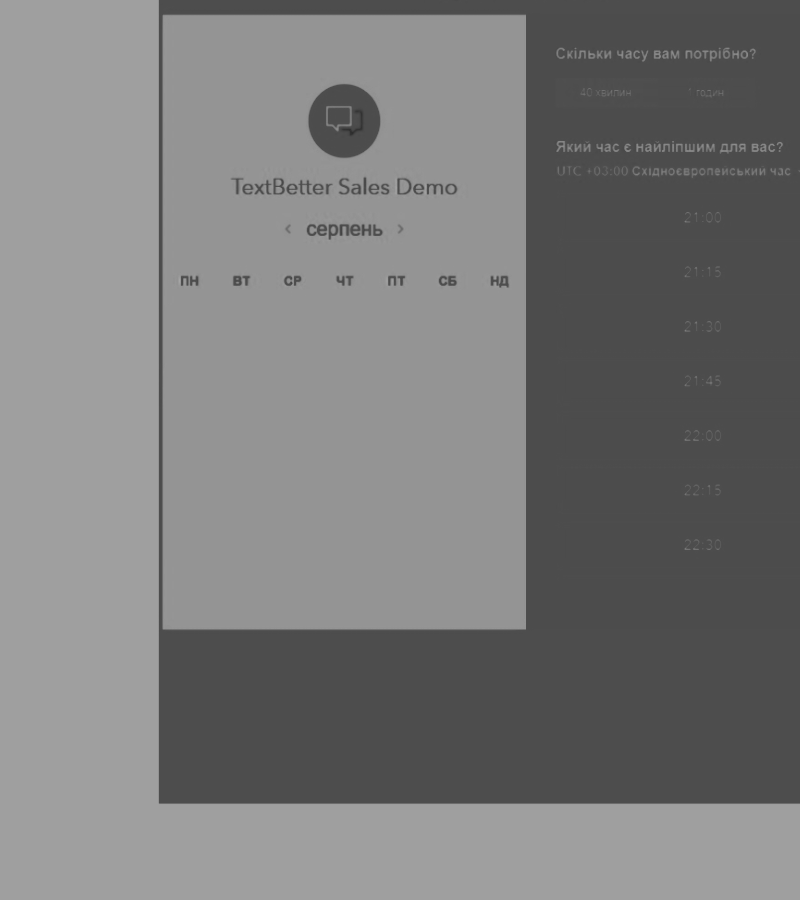 TextBetter Sales Demo
серпень
ПН ВТ СР ЧТ ПТ СБ НД
Скільки часу вам потрібно?
40 хвилин 1 годин
Який час є найліпшим для вас?
UTC +03:00 Східноєвропейський час
21:00
21:15
21:30
21:45
22:00
22:15
22:30